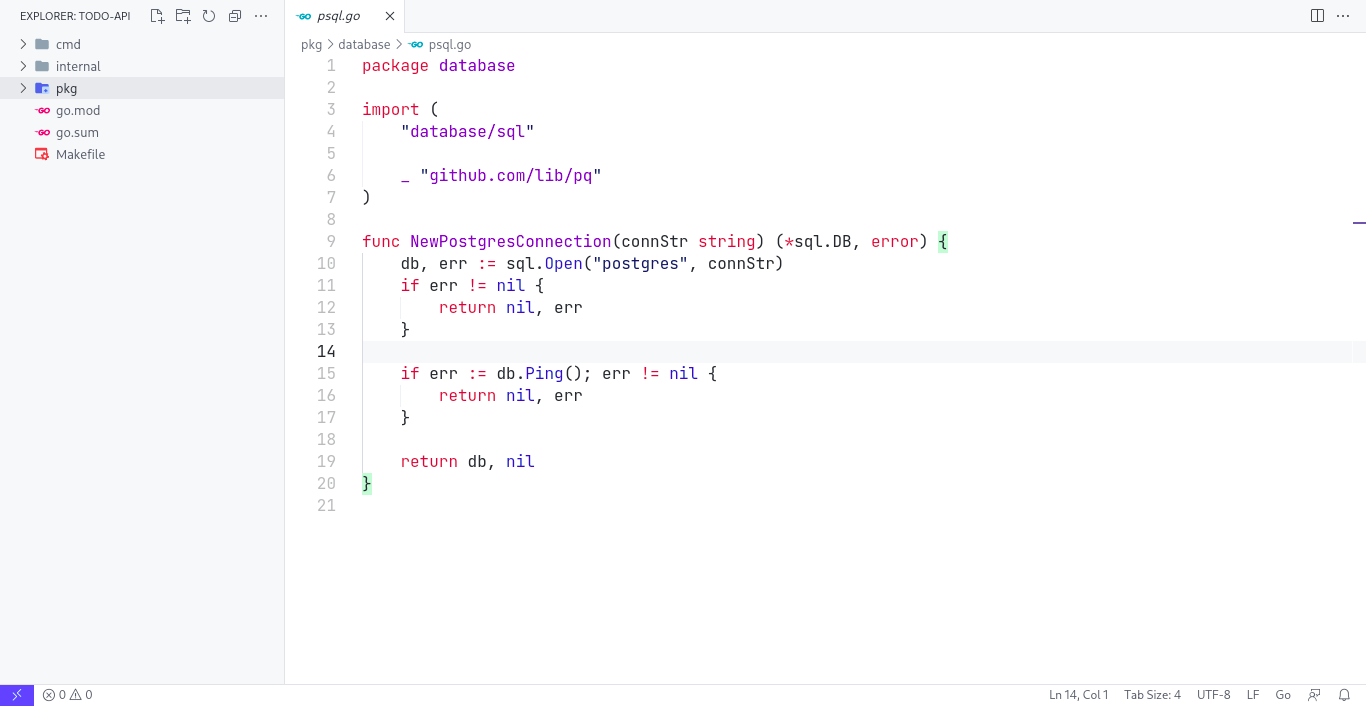 EXPLORER: TODO-API
cmd
internal
pkg
go.mod
go.sum
Makefile
psql.go
pkg > database > psql.go
1 package database
2
3 import (
4 "database/sql"
5
6 _ "github.com/lib/pq"
7 )
8
9 func NewPostgresConnection(connStr string) (*sql.DB, error) {
10 db, err := sql.Open("postgres", connStr)
11 if err != nil {
12 return nil, err
13 }
14
15 if err := db.Ping(); err != nil {
16 return nil, err
17 }
18
19 return db, nil
20 }
21
0 0 Ln 14, Col 1 Tab Size: 4 UTF-8 LF Go